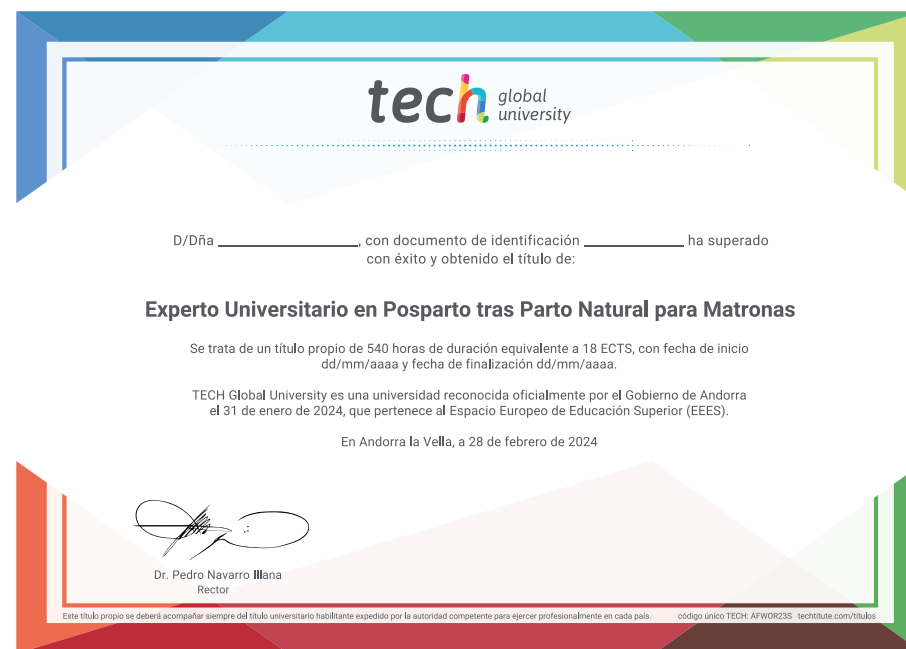 tech global university
D/Dña ____________________, con documento de identificación ______________ ha superado
con éxito y obtenido el título de:
Experto Universitario en Posparto tras Parto Natural para Matronas
Se trata de un título propio de 540 horas de duración equivalente a 18 ECTS, con fecha de inicio
dd/mm/aaaa y fecha de finalización dd/mm/aaaa.
TECH Global University es una universidad reconocida oficialmente por el Gobierno de Andorra
el 31 de enero de 2024, que pertenece al Espacio Europeo de Educación Superior (EEES).
En Andorra la Vella, a 28 de febrero de 2024
Dr. Pedro Navarro Illana
Rector
Este título propio se deberá acompañar siempre del título universitario habilitante expedido por la autoridad competente para ejercer profesionalmente en cada país. código único TECH: AFWOR23S techtitute.com/titulos